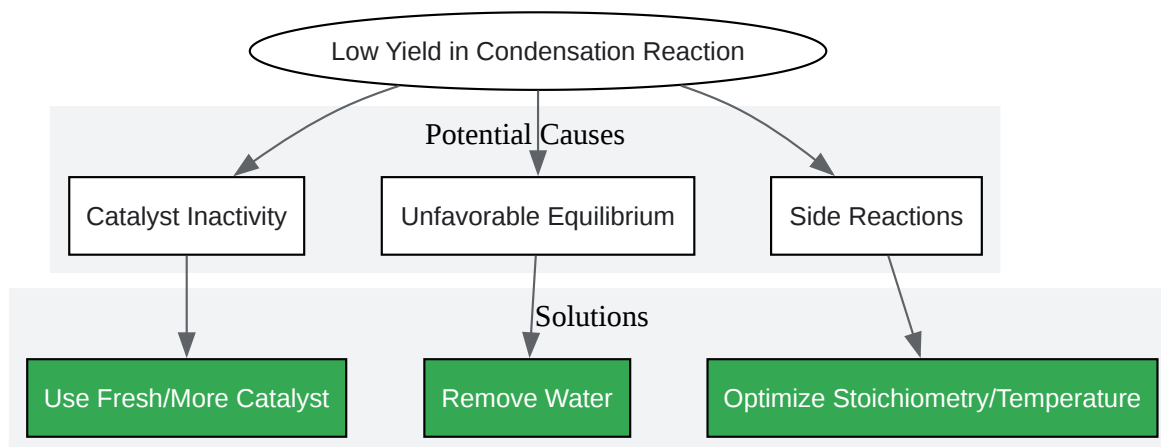 Low Yield in Condensation Reaction
Potential Causes
Catalyst Inactivity
Unfavorable Equilibrium
Side Reactions
Solutions
Use Fresh/More Catalyst
Remove Water
Optimize Stoichiometry/Temperature